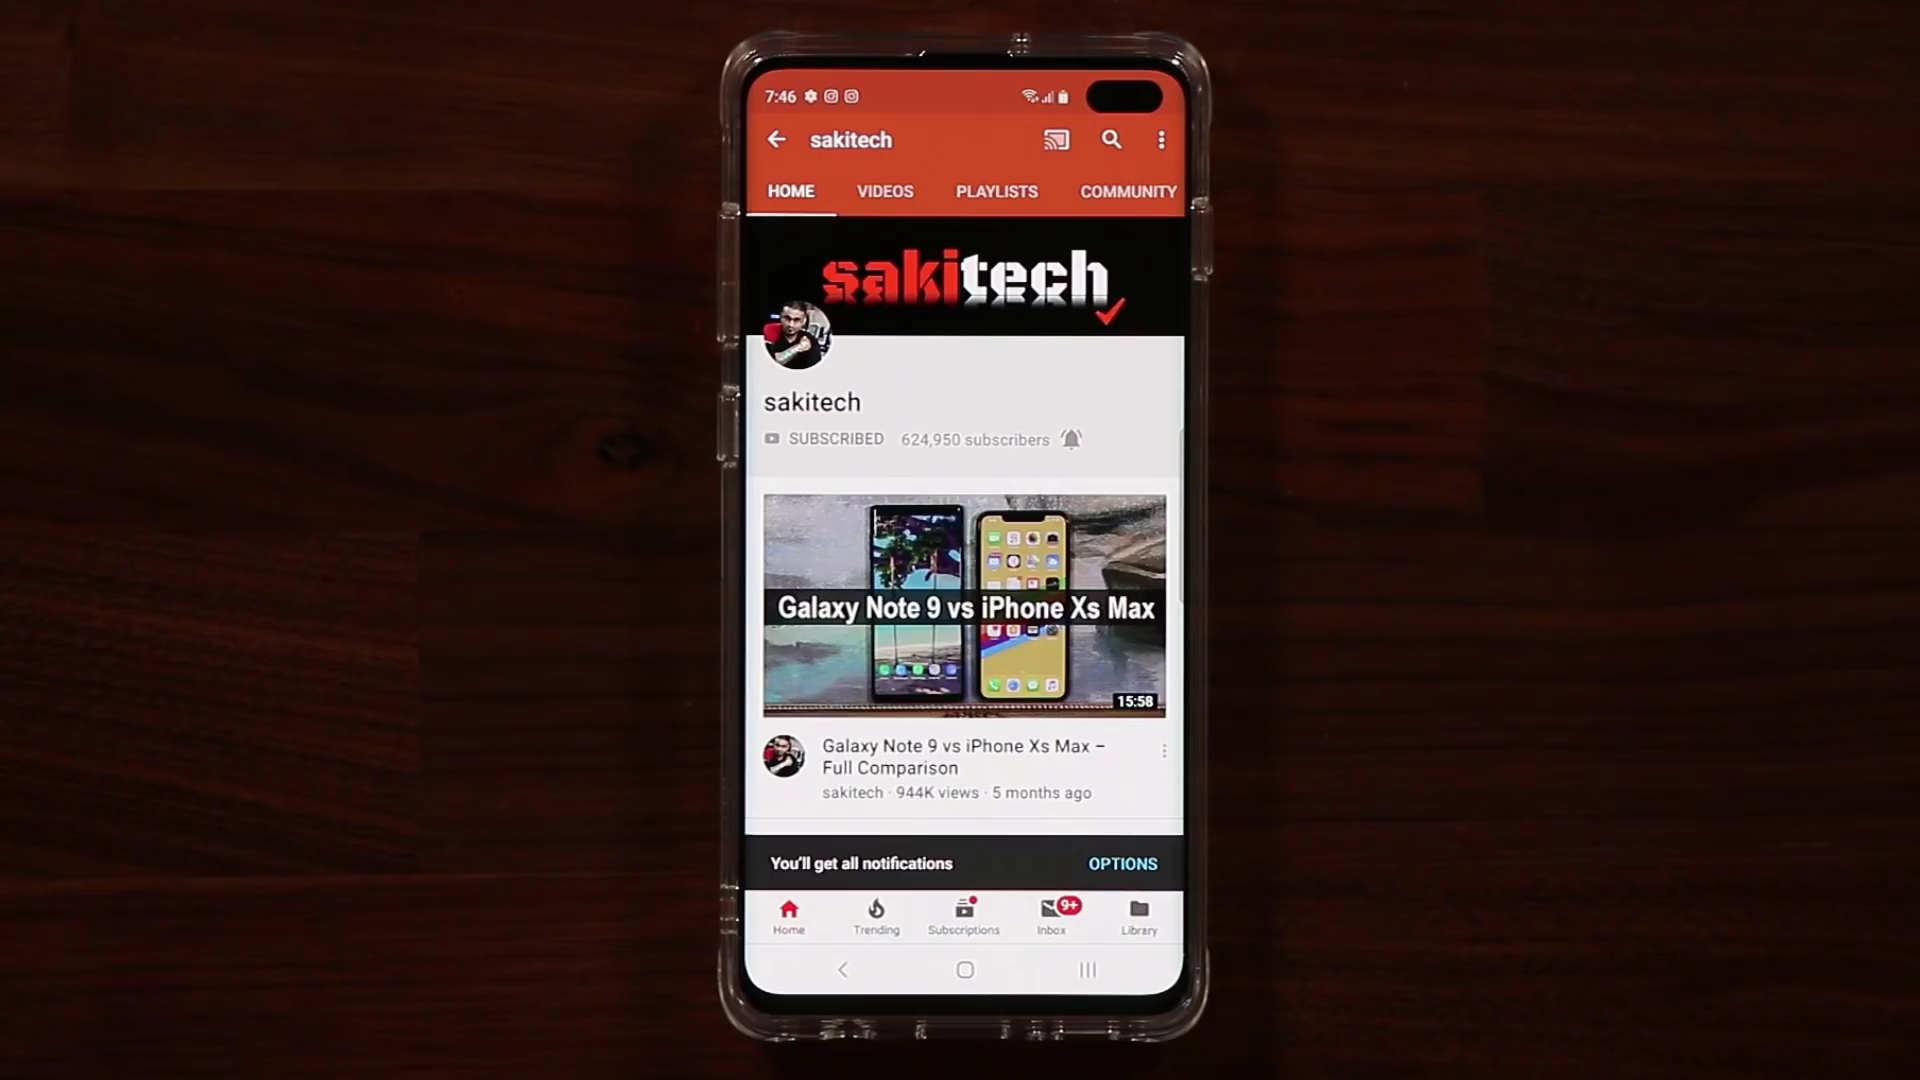 7:46
sakitech
HOME VIDEOS PLAYLISTS COMMUNITY
sakitech
sakitech
SUBSCRIBED 624,950 subscribers
Galaxy Note 9 vs iPhone Xs Max
15:58
Galaxy Note 9 vs iPhone Xs Max –
Full Comparison
sakitech · 944K views · 5 months ago
You'll get all notifications OPTIONS
9+
Home Trending Subscriptions Inbox Library